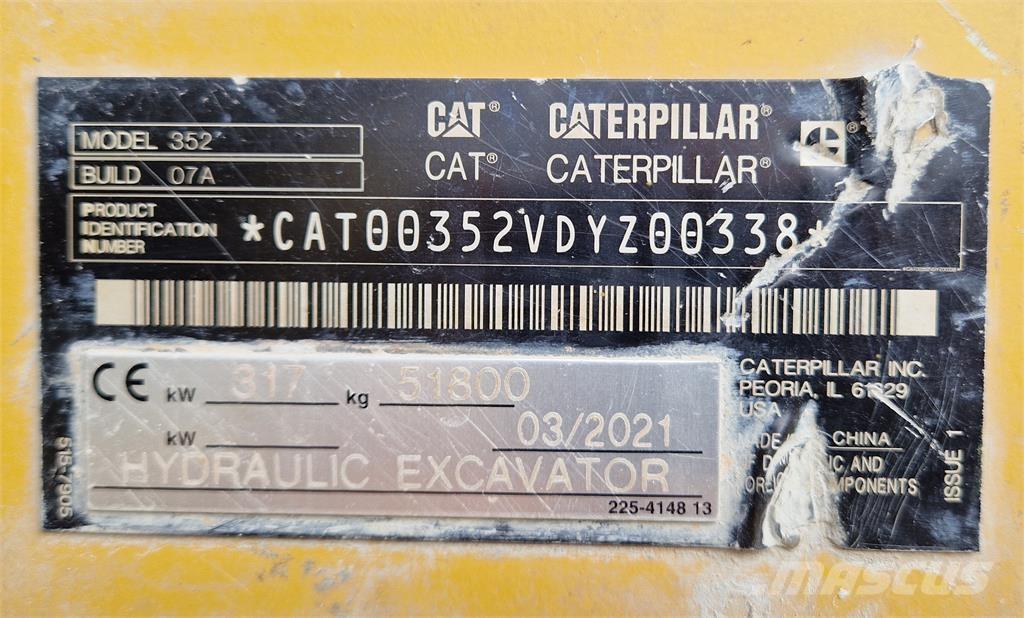 CAT® CATERPILLAR®
CAT® CATERPILLAR®
MODEL 352
BUILD 07A
PRODUCT IDENTIFICATION NUMBER
*CAT00352VDYZ00338*
CE kW 317 kg 51800
kW 03/2021
HYDRAULIC EXCAVATOR
225-4148 13
CATERPILLAR INC.
PEORIA, IL 61629
USA
CHINA
AND
ISSUE 1
MASCUS